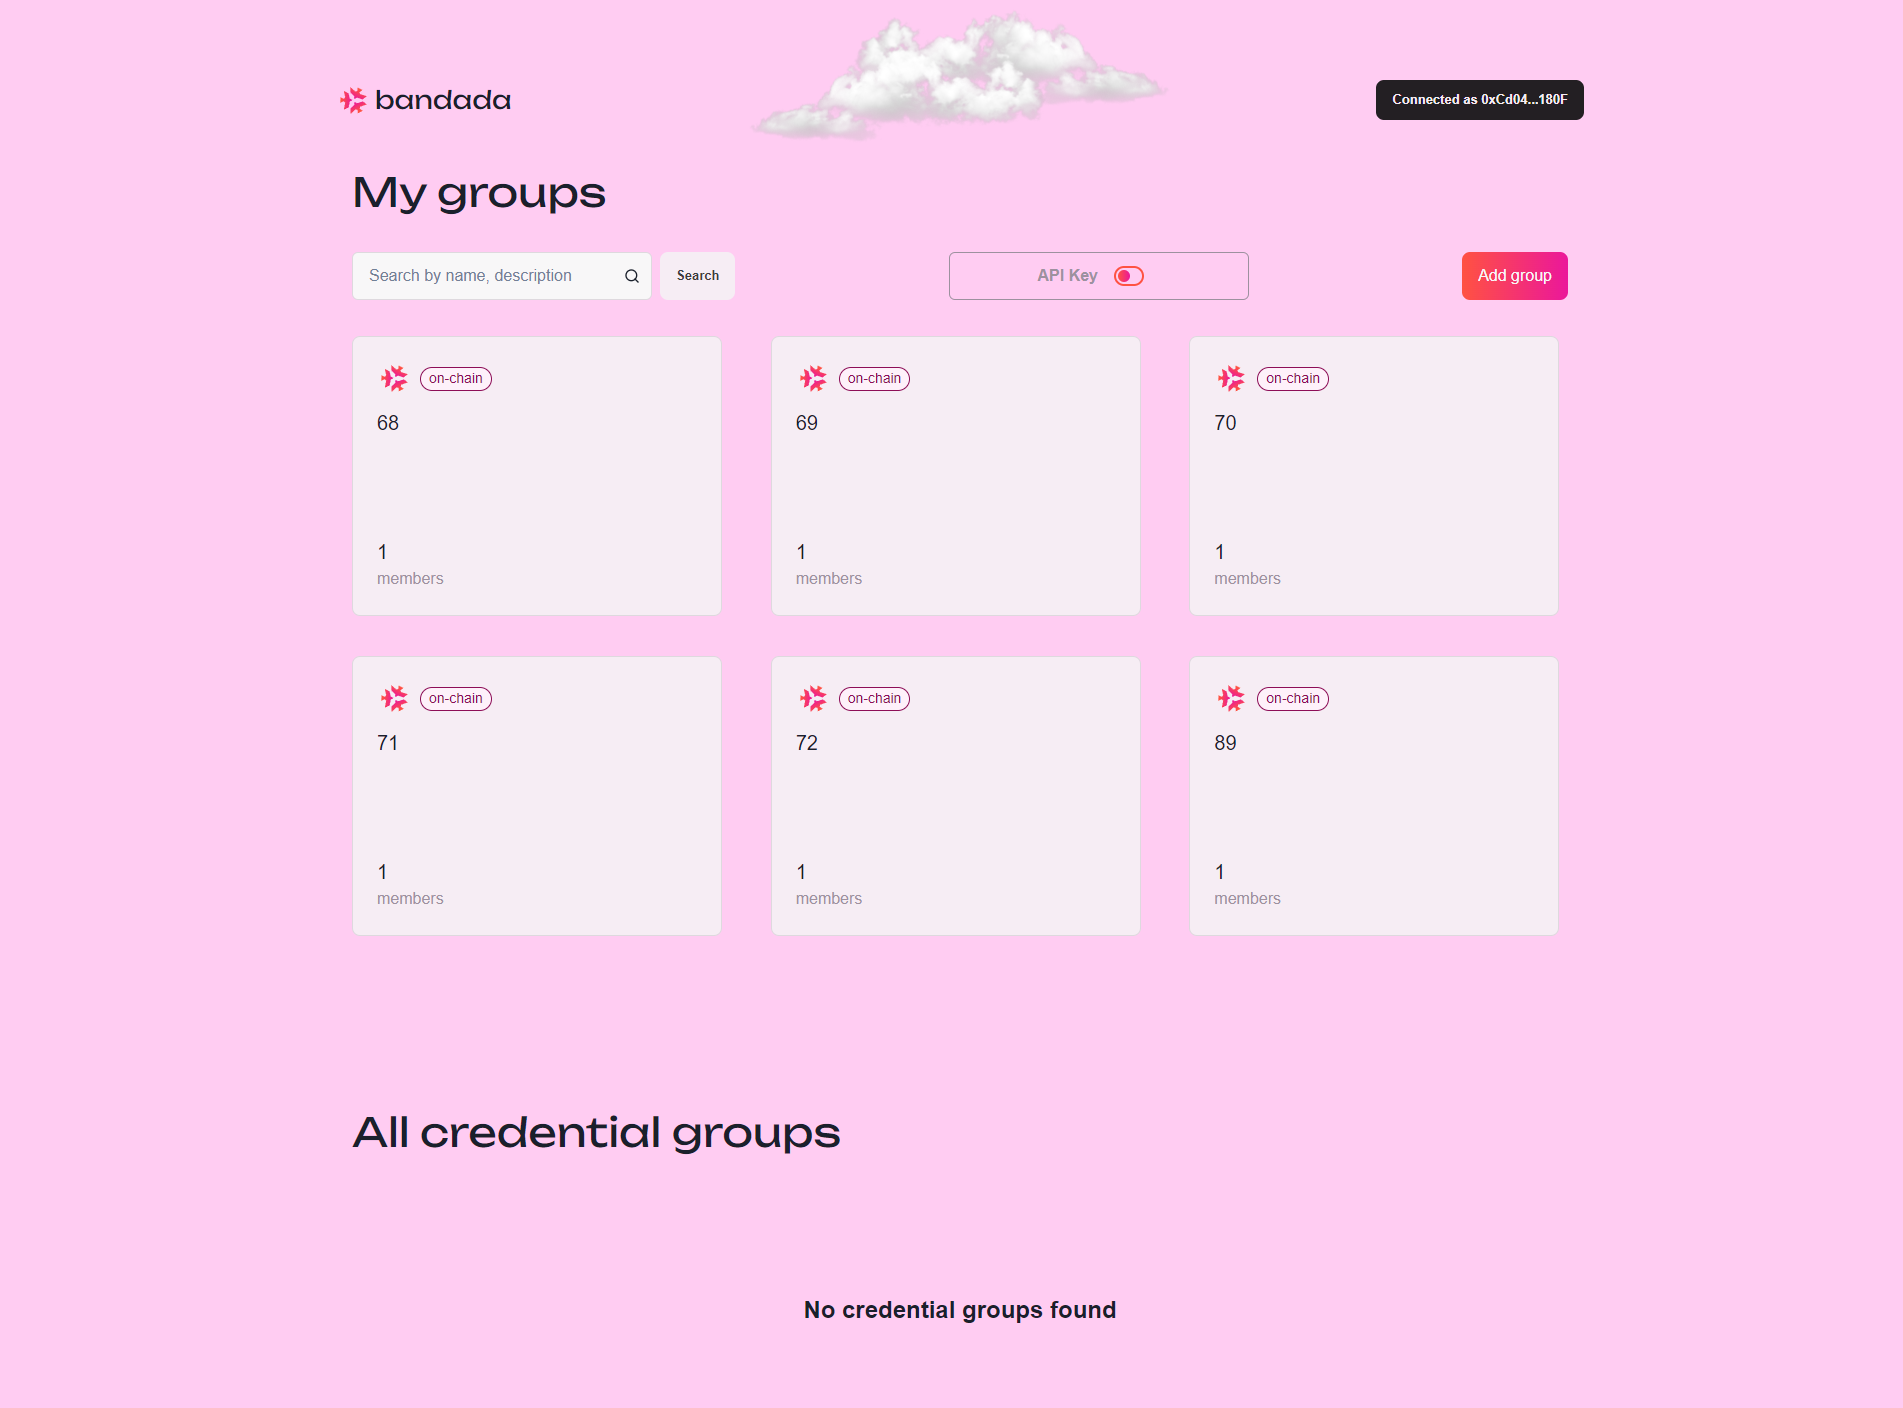 bandada
Connected as 0xCd04...180F
My groups
Search by name, description
Search
API Key
Add group
on-chain
68
1
members
on-chain
69
1
members
on-chain
70
1
members
on-chain
71
1
members
on-chain
72
1
members
on-chain
89
1
members
All credential groups
No credential groups found